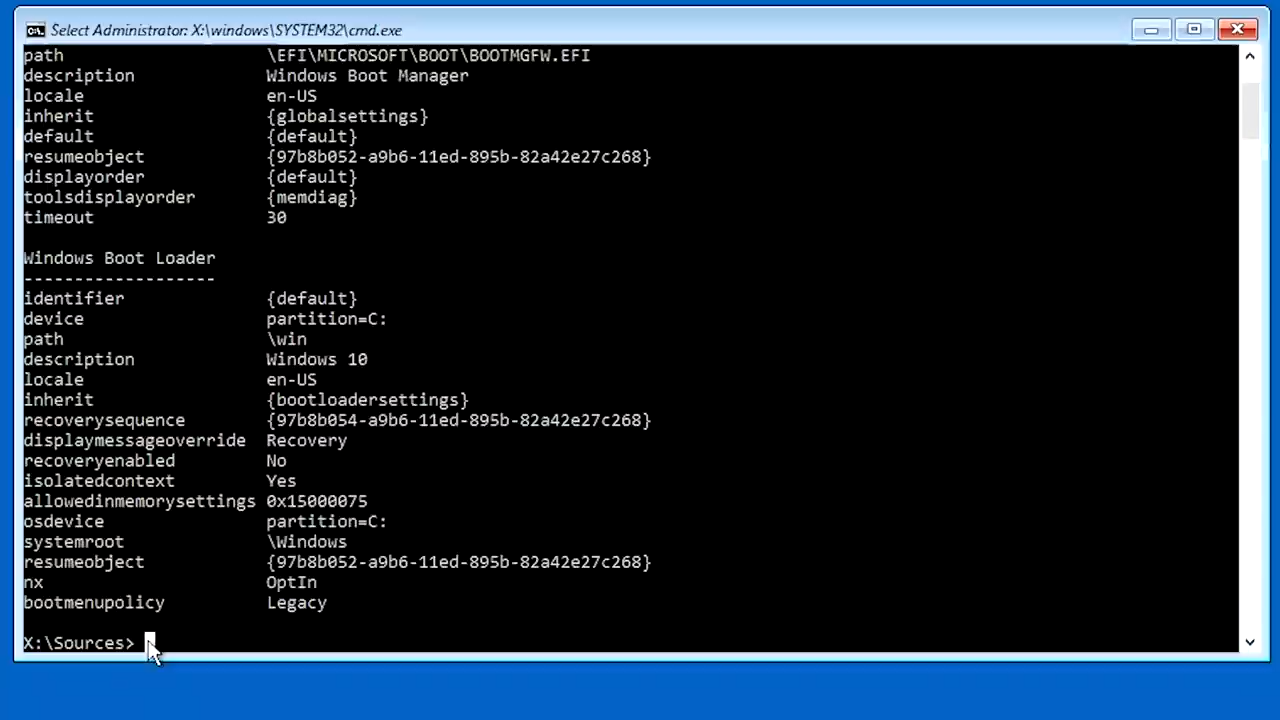 Select Administrator: X:\windows\SYSTEM32\cmd.exe
path \EFI\MICROSOFT\BOOT\BOOTMGFW.EFI
description Windows Boot Manager
locale en-US
inherit {globalsettings}
default {default}
resumeobject {97b8b052-a9b6-11ed-895b-82a42e27c268}
displayorder {default}
toolsdisplayorder {memdiag}
timeout 30
Windows Boot Loader
-------------------
identifier {default}
device partition=C:
path \win
description Windows 10
locale en-US
inherit {bootloadersettings}
recoverysequence {97b8b054-a9b6-11ed-895b-82a42e27c268}
displaymessageoverride Recovery
recoveryenabled No
isolatedcontext Yes
allowedinmemorysettings 0x15000075
osdevice partition=C:
systemroot \Windows
resumeobject {97b8b052-a9b6-11ed-895b-82a42e27c268}
nx OptIn
bootmenupolicy Legacy
X:\Sources>